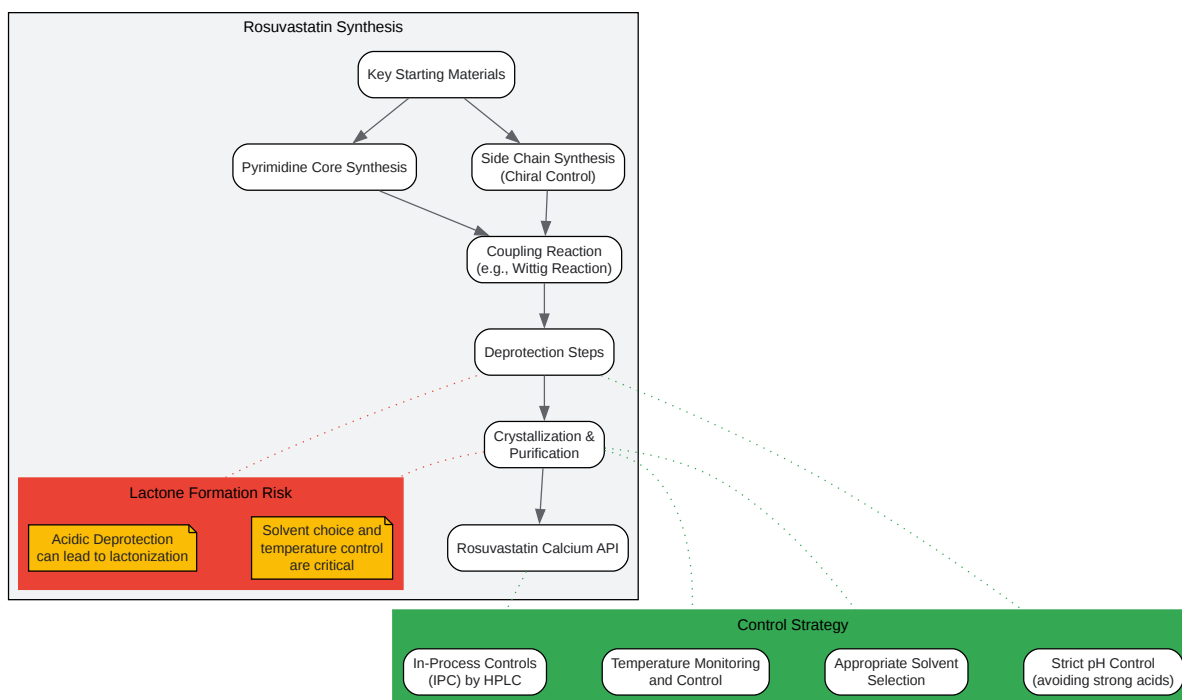 Rosuvastatin Synthesis
Key Starting Materials
Pyrimidine Core Synthesis
Side Chain Synthesis
(Chiral Control)
Coupling Reaction
(e.g., Wittig Reaction)
Deprotection Steps
Crystallization &
Purification
Lactone Formation Risk
Acidic Deprotection
can lead to lactonization
Solvent choice and
temperature control
are critical
Rosuvastatin Calcium API
Control Strategy
In-Process Controls
(IPC) by HPLC
Temperature Monitoring
and Control
Appropriate Solvent
Selection
Strict pH Control
(avoiding strong acids)